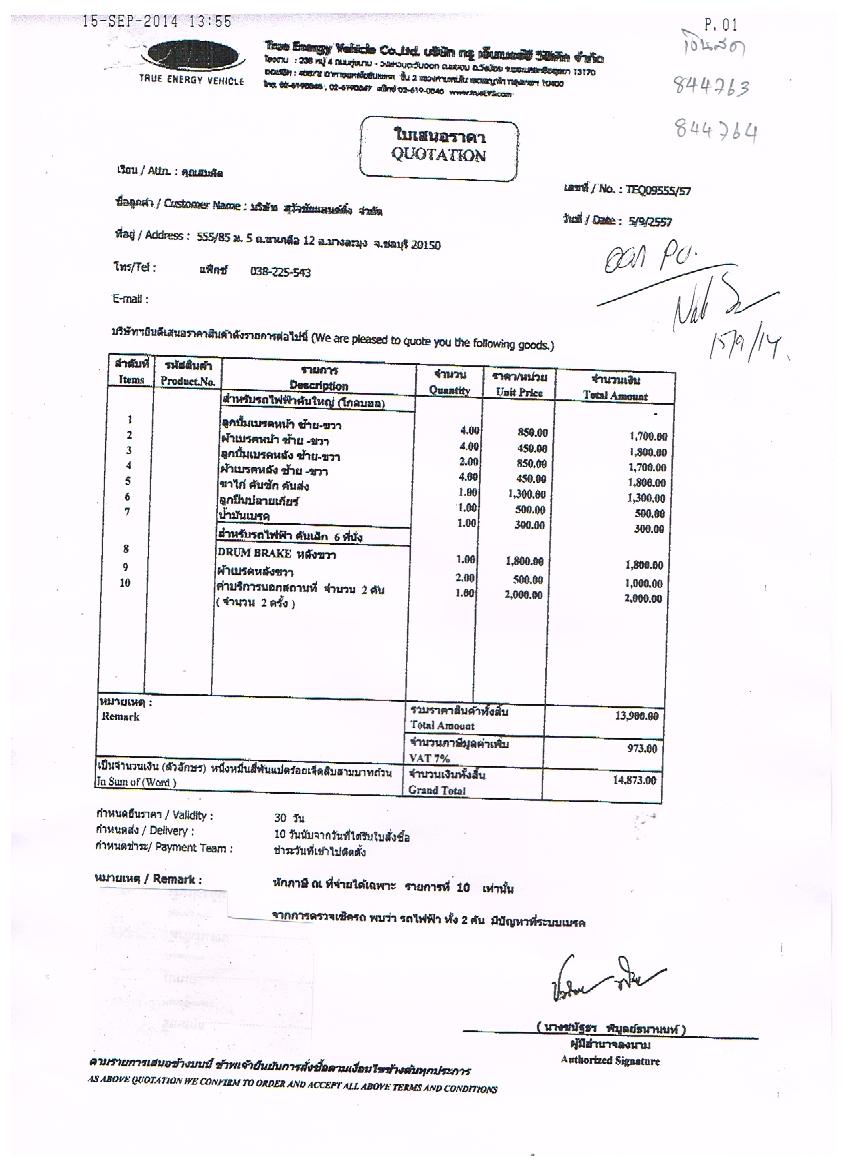 15-SEP-2014 13:55
P. 01
เงินสด
844763
844764
TRUE ENERGY VEHICLE
True Energy Vehicle Co.,Ltd. บริษัท ทรู เอ็นเนอร์ยี่ วีฮีเคิล จำกัด
โรงงาน : 238 หมู่ 4 13170
ชั้น 2 10400
โทร. 02-6190048, 02-6190047 แฟ็กซ์ 02-619-0046
ใบเสนอราคา
QUOTATION
เรียน / Attn. : คุณสมคิด
เลขที่ / No. : TEQ09555/57
ชื่อลูกค้า / Customer Name : บริษัท จำกัด
วันที่ / Date : 5/9/2557
ที่อยู่ / Address : 555/85 ม. 5 ต.นาเกลือ 12 อ.บางละมุง จ.ชลบุรี 20150
ออก PO.
โทร/Tel : แฟ็กซ์ 038-225-543
E-mail :
15/9/14.
บริษัทฯยินดีเสนอราคาสินค้าดังรายการต่อไปนี้ (We are pleased to quote you the following goods.)
ลำดับที่ รหัสสินค้า รายการ จำนวน ราคา/หน่วย จำนวนเงิน
Items Product.No. Description Quantity Unit Price Total Amount
สำหรับรถไฟฟ้าคันใหญ่ (โกลบอล) -
1 ลูกปั๊มเบรคหน้า ซ้าย-ขวา 4.00 850.00 1,700.00
2 ผ้าเบรคหน้า ซ้าย -ขวา 4.00 450.00 1,800.00
3 ลูกปั๊มเบรคหลัง ซ้าย-ขวา 2.00 850.00 1,700.00
4 ผ้าเบรคหลัง ซ้าย -ขวา 4.00 450.00 1,800.00
5 ขาไก่ คันชัก คันส่ง 1.00 1,300.00 1,300.00
6 ลูกปืนปลายเกียร์ 1.00 500.00 500.00
7 น้ำมันเบรค 1.00 300.00 300.00
สำหรับรถไฟฟ้า คันเล็ก 6 ที่นั่ง
8 DRUM BRAKE หลังขวา 1.00 1,800.00 1,800.00
9 ผ้าเบรคหลังขวา 2.00 500.00 1,000.00
10 ค่าบริการนอกสถานที่ จำนวน 2 คัน 1.00 2,000.00 2,000.00
( จำนวน 2 ครั้ง )
หมายเหตุ : รวมราคาสินค้าทั้งสิ้น 13,900.00
Remark Total Amount
จำนวนภาษีมูลค่าเพิ่ม 973.00
VAT 7%
เป็นจำนวนเงิน (ตัวอักษร) หนึ่งหมื่นสี่พันแปดร้อยเจ็ดสิบสามบาทถ้วน จำนวนเงินทั้งสิ้น 14,873.00
In Sum of (Word ) Grand Total
กำหนดยืนราคา / Validity : 30 วัน
กำหนดส่ง / Delivery : 10 วันนับจากวันที่ได้รับใบสั่งซื้อ
กำหนดชำระ/ Payment Team : ชำระวันที่เข้าไปติดตั้ง
หมายเหตุ / Remark : หักภาษี ณ ที่จ่ายได้เฉพาะ รายการที่ 10 เท่านั้น
จากการตรวจเช็ครถ พบว่า รถไฟฟ้า ทั้ง 2 คัน มีปัญหาที่ระบบเบรค
( นางชนัฐธร พิบูลย์ธนานนท์ )
ผู้มีอำนาจลงนาม
Authorized Signature
ตามรายการเสนอข้างบนนี้ ข้าพเจ้ายืนยันการสั่งซื้อตามเงื่อนไขข้างต้นทุกประการ
AS ABOVE QUOTATION WE CONFIRM TO ORDER AND ACCEPT ALL ABOVE TERMS AND CONDITIONS